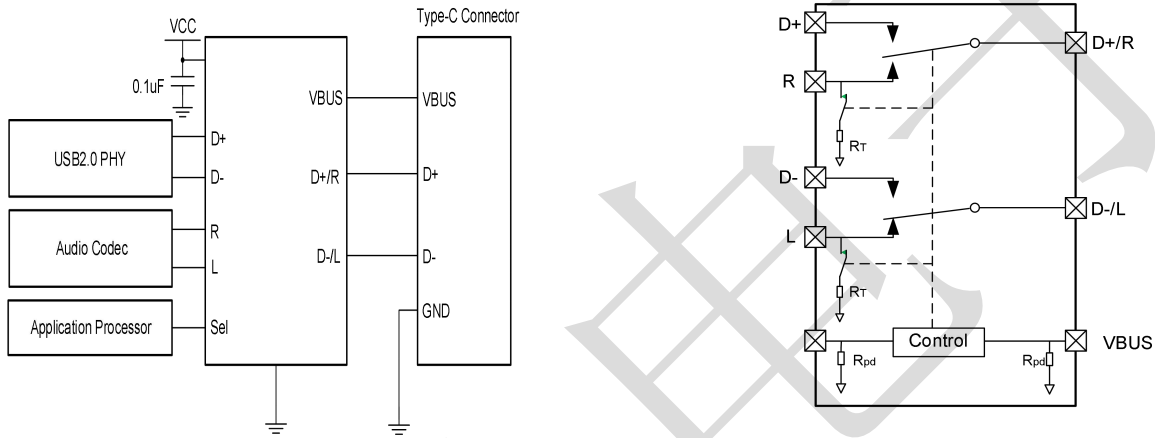 Type-C Connector
VCC
0.1uF
VBUS
VBUS
USB2.0 PHY
D+
D-
D+/R
D+
Audio Codec
R
L
D-/L
D-
Application Processor
Sel
GND
D+
D+/R
R
RT
D-
D-/L
L
RT
Control
VBUS
Rpd
Rpd